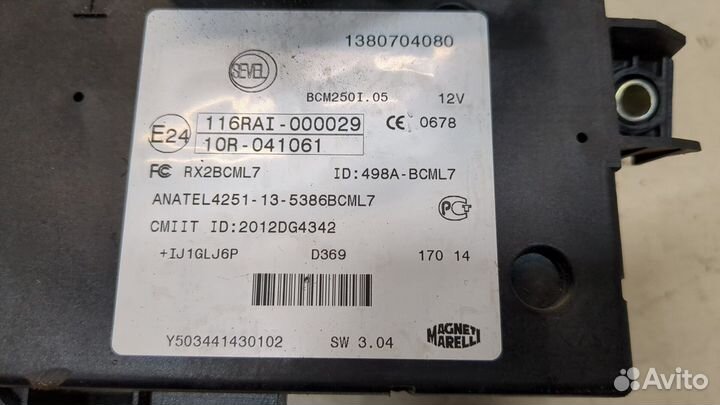 1380704080
SEVEL
BCM250I.05 12V
E24 116RAI-000029 CE 0678
10R-041061
FC RX2BCML7 ID:498A-BCML7
ANATEL4251-13-5386BCML7
CMIIT ID:2012DG4342
+IJ1GLJ6P D369 170 14
Y503441430102 SW 3.04
MAGNETI
MARELLI
Avito